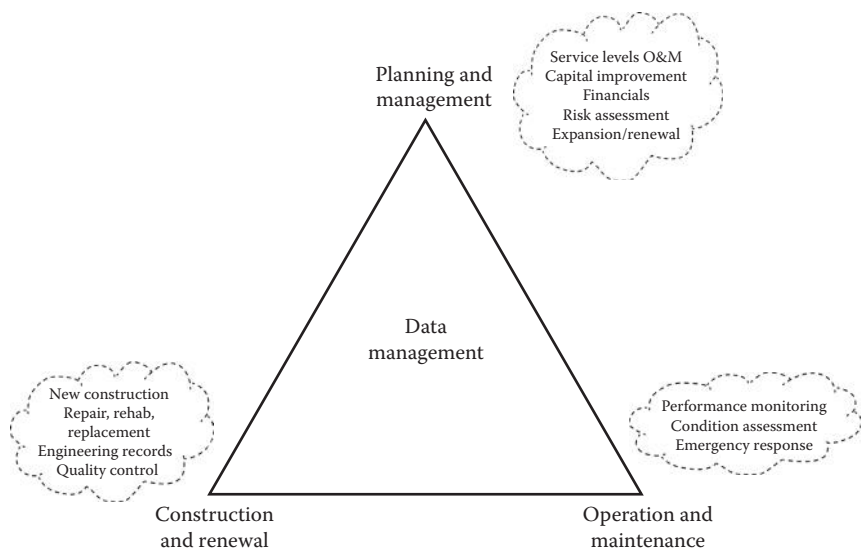 Service levels O&M
Capital improvement
Financials
Risk assessment
Expansion/renewal
Planning and
management
Data
management
New construction
Repair, rehab,
replacement
Engineering records
Quality control
Performance monitoring
Condition assessment
Emergency response
Construction
and renewal
Operation and
maintenance